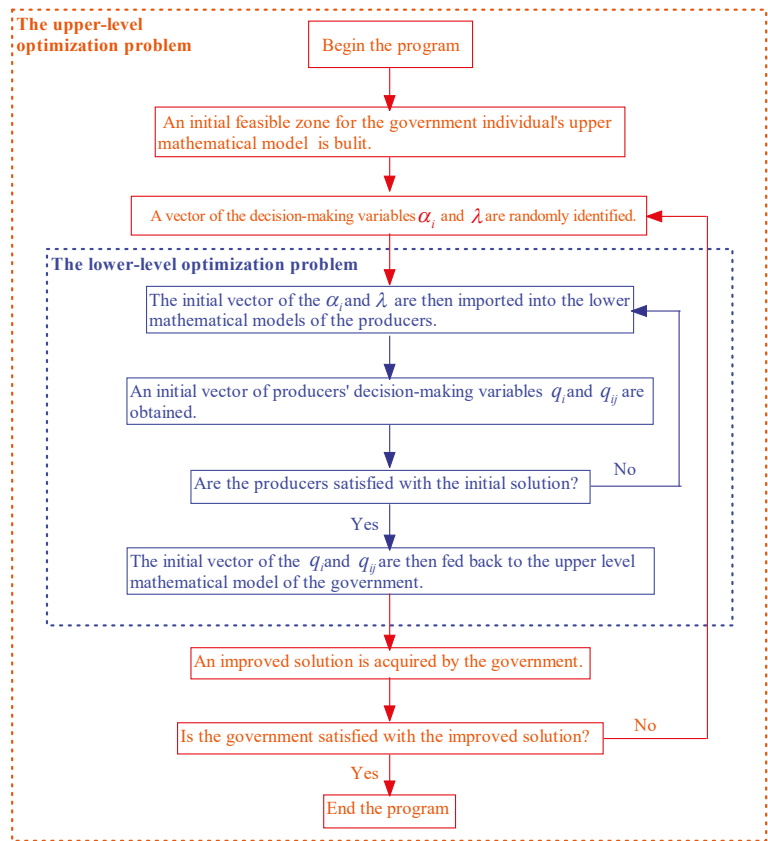 The upper-level
optimization problem
Begin the program
An initial feasible zone for the government individual's upper
mathematical model is bulit.
A vector of the decision-making variables αi and λ are randomly identified.
The lower-level optimization problem
The initial vector of the αi and λ are then imported into the lower
mathematical models of the producers.
An initial vector of producers' decision-making variables qi and qij are
obtained.
Are the producers satisfied with the initial solution?
No
Yes
The initial vector of the qi and qij are then fed back to the upper level
mathematical model of the government.
An improved solution is acquired by the government.
Is the government satisfied with the improved solution?
No
Yes
End the program